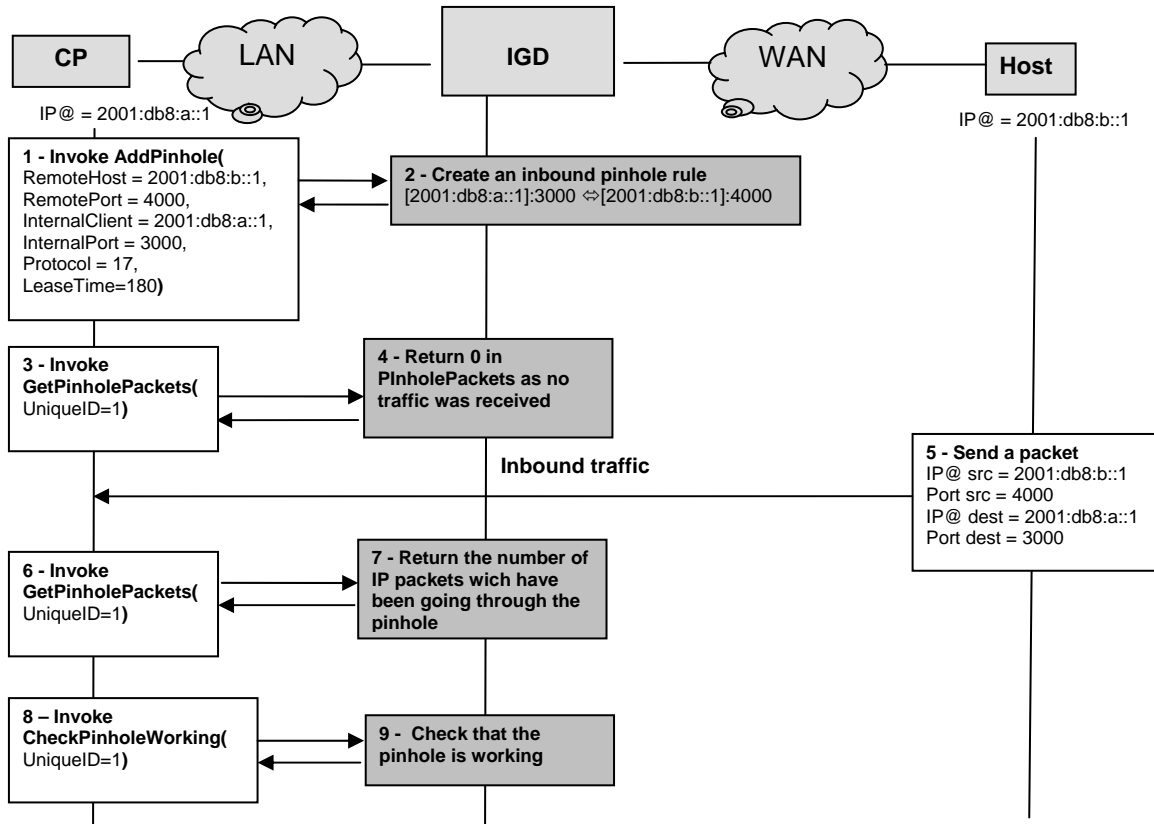 CP
LAN
IGD
WAN
Host
IP@ = 2001:db8:a::1
IP@ = 2001:db8:b::1
1 - Invoke AddPinhole(
RemoteHost = 2001:db8:b::1,
RemotePort = 4000,
InternalClient = 2001:db8:a::1,
InternalPort = 3000,
Protocol = 17,
LeaseTime=180)
2 - Create an inbound pinhole rule
[2001:db8:a::1]:3000 ⇔[2001:db8:b::1]:4000
3 - Invoke
GetPinholePackets(
UniqueID=1)
4 - Return 0 in
PInholePackets as no
traffic was received
Inbound traffic
5 - Send a packet
IP@ src = 2001:db8:b::1
Port src = 4000
IP@ dest = 2001:db8:a::1
Port dest = 3000
6 - Invoke
GetPinholePackets(
UniqueID=1)
7 - Return the number of
IP packets wich have
been going through the
pinhole
8 – Invoke
CheckPinholeWorking(
UniqueID=1)
9 - Check that the
pinhole is working